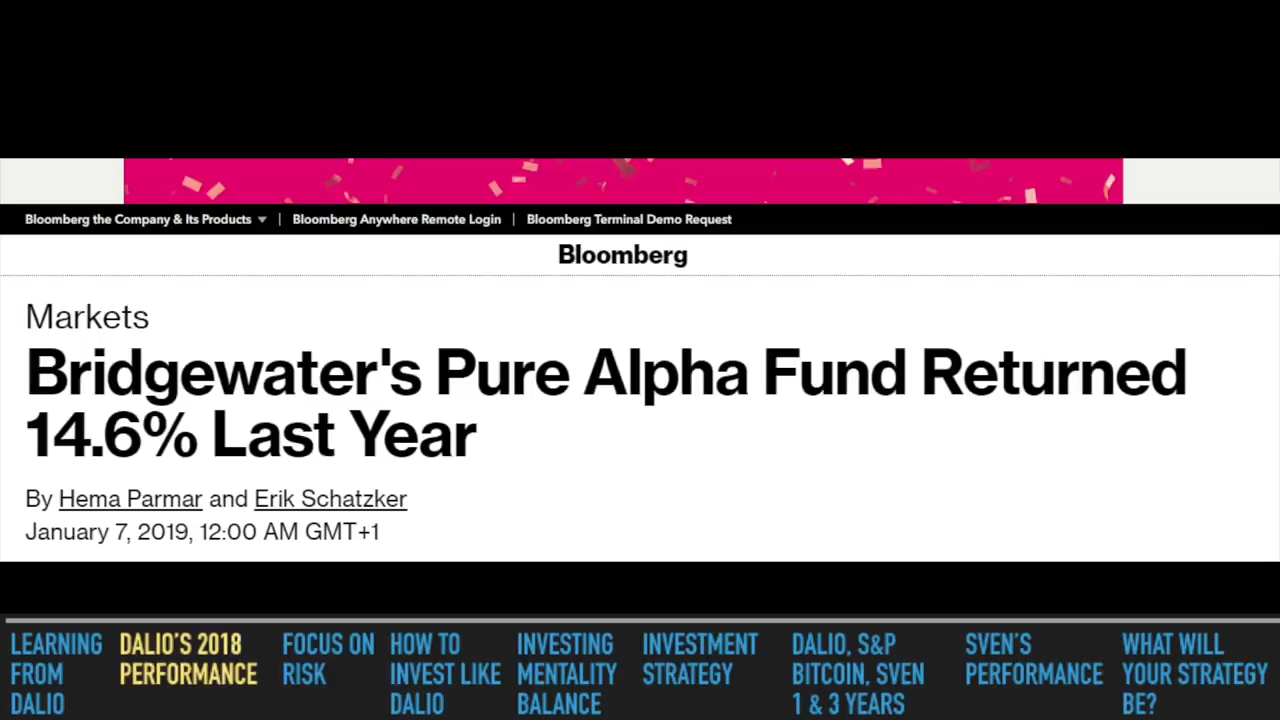 Bloomberg the Company & Its Products | Bloomberg Anywhere Remote Login | Bloomberg Terminal Demo Request
Bloomberg
Markets
Bridgewater's Pure Alpha Fund Returned
14.6% Last Year
By Hema Parmar and Erik Schatzker
January 7, 2019, 12:00 AM GMT+1
LEARNING
FROM
DALIO
DALIO'S 2018
PERFORMANCE
FOCUS ON
RISK
HOW TO
INVEST LIKE
DALIO
INVESTING
MENTALITY
BALANCE
INVESTMENT
STRATEGY
DALIO, S&P
BITCOIN, SVEN
1 & 3 YEARS
SVEN'S
PERFORMANCE
WHAT WILL
YOUR STRATEGY
BE?